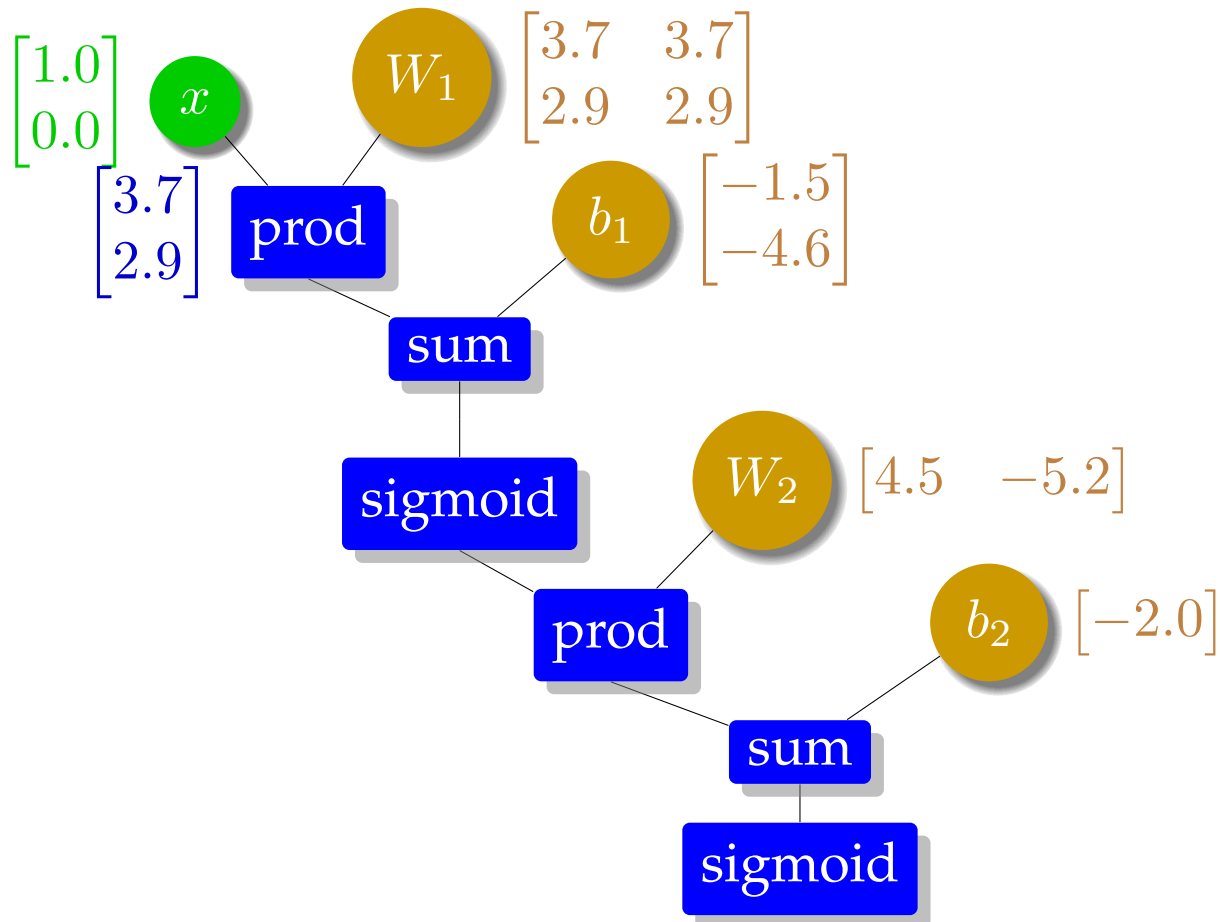 [1.0
0.0]
x
W₁
[3.7 3.7
2.9 2.9]
[3.7
2.9]
prod
b₁
[−1.5
−4.6]
sum
sigmoid
W₂
[4.5 −5.2]
prod
b₂
[−2.0]
sum
sigmoid